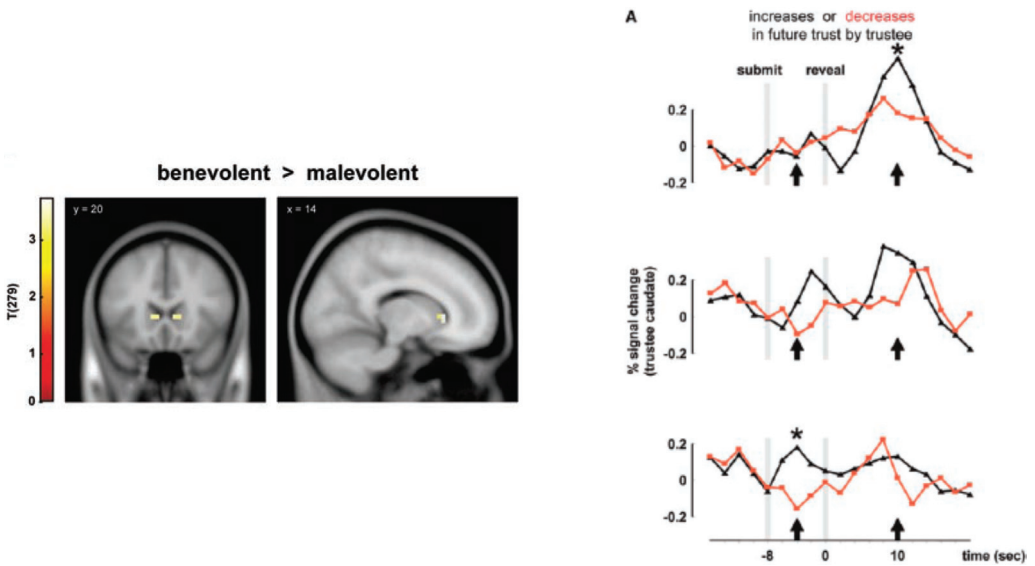 benevolent > malevolent
y = 20
x = 14
T(279)
3
2
1
0
A
increases or decreases
in future trust by trustee
*
submit reveal
0.2
0
-0.2
% signal change
(trustee caudate)
0.2
0
-0.2
*
0.2
0
-0.2
-8 0 10 time (sec)